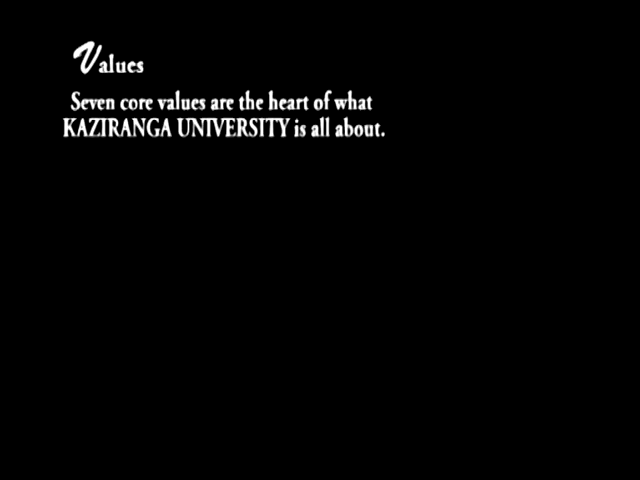 Values
Seven core values are the heart of what
KAZIRANGA UNIVERSITY is all about.